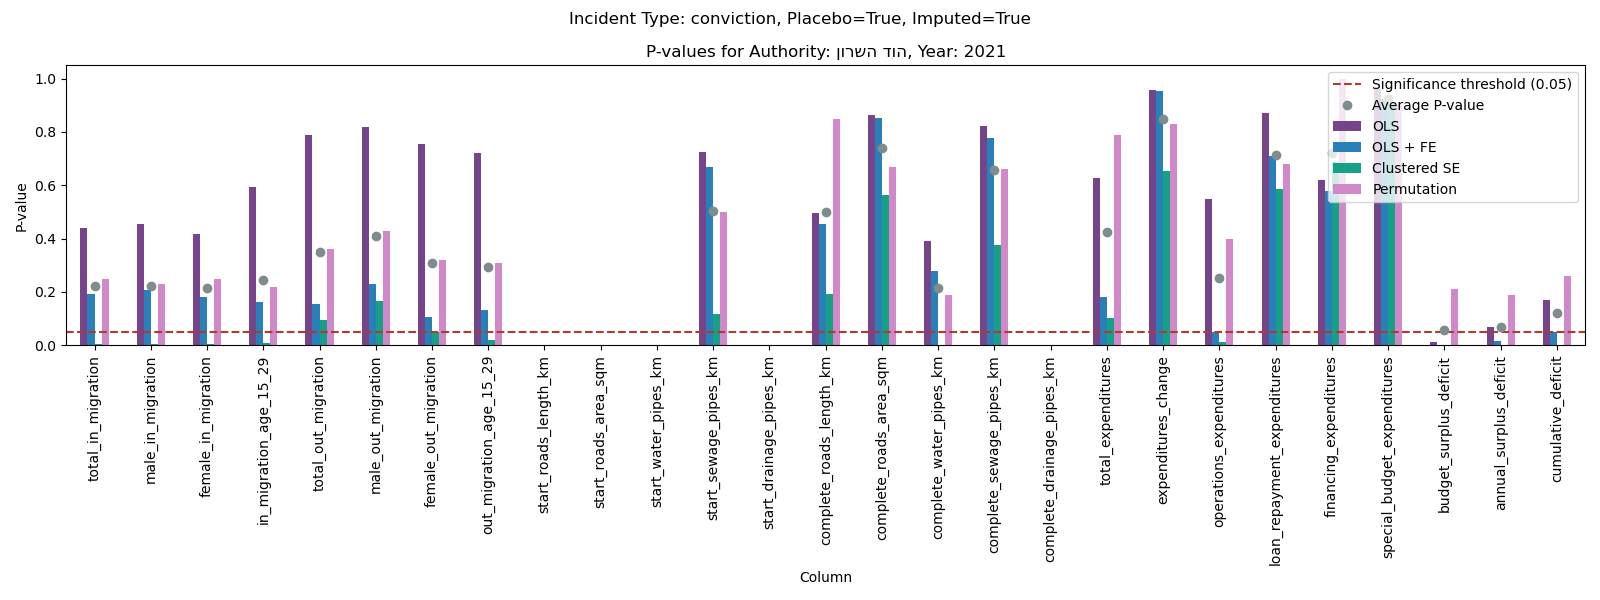 Incident Type: conviction, Placebo=True, Imputed=True
P-values for Authority: הוד השרון, Year: 2021
P-value
1.0
0.8
0.6
0.4
0.2
0.0
Significance threshold (0.05)
Average P-value
OLS
OLS + FE
Clustered SE
Permutation
total_in_migration
male_in_migration
female_in_migration
in_migration_age_15_29
total_out_migration
male_out_migration
female_out_migration
out_migration_age_15_29
start_roads_length_km
start_roads_area_sqm
start_water_pipes_km
start_sewage_pipes_km
start_drainage_pipes_km
complete_roads_length_km
complete_roads_area_sqm
complete_water_pipes_km
complete_sewage_pipes_km
complete_drainage_pipes_km
total_expenditures
expenditures_change
operations_expenditures
loan_repayment_expenditures
financing_expenditures
special_budget_expenditures
budget_surplus_deficit
annual_surplus_deficit
cumulative_deficit
Column